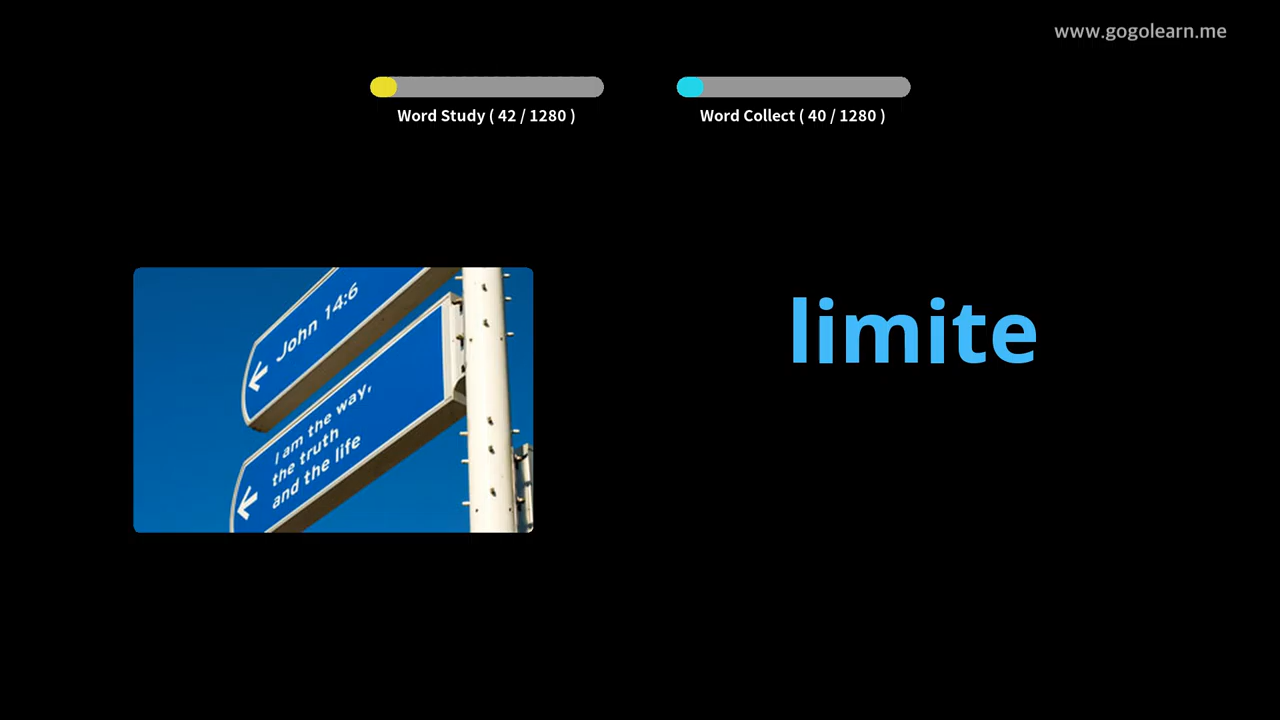 www.gogolearn.me
Word Study ( 42 / 1280 )
Word Collect ( 40 / 1280 )
John 14:6
I am the way,
the truth
and the life
limite